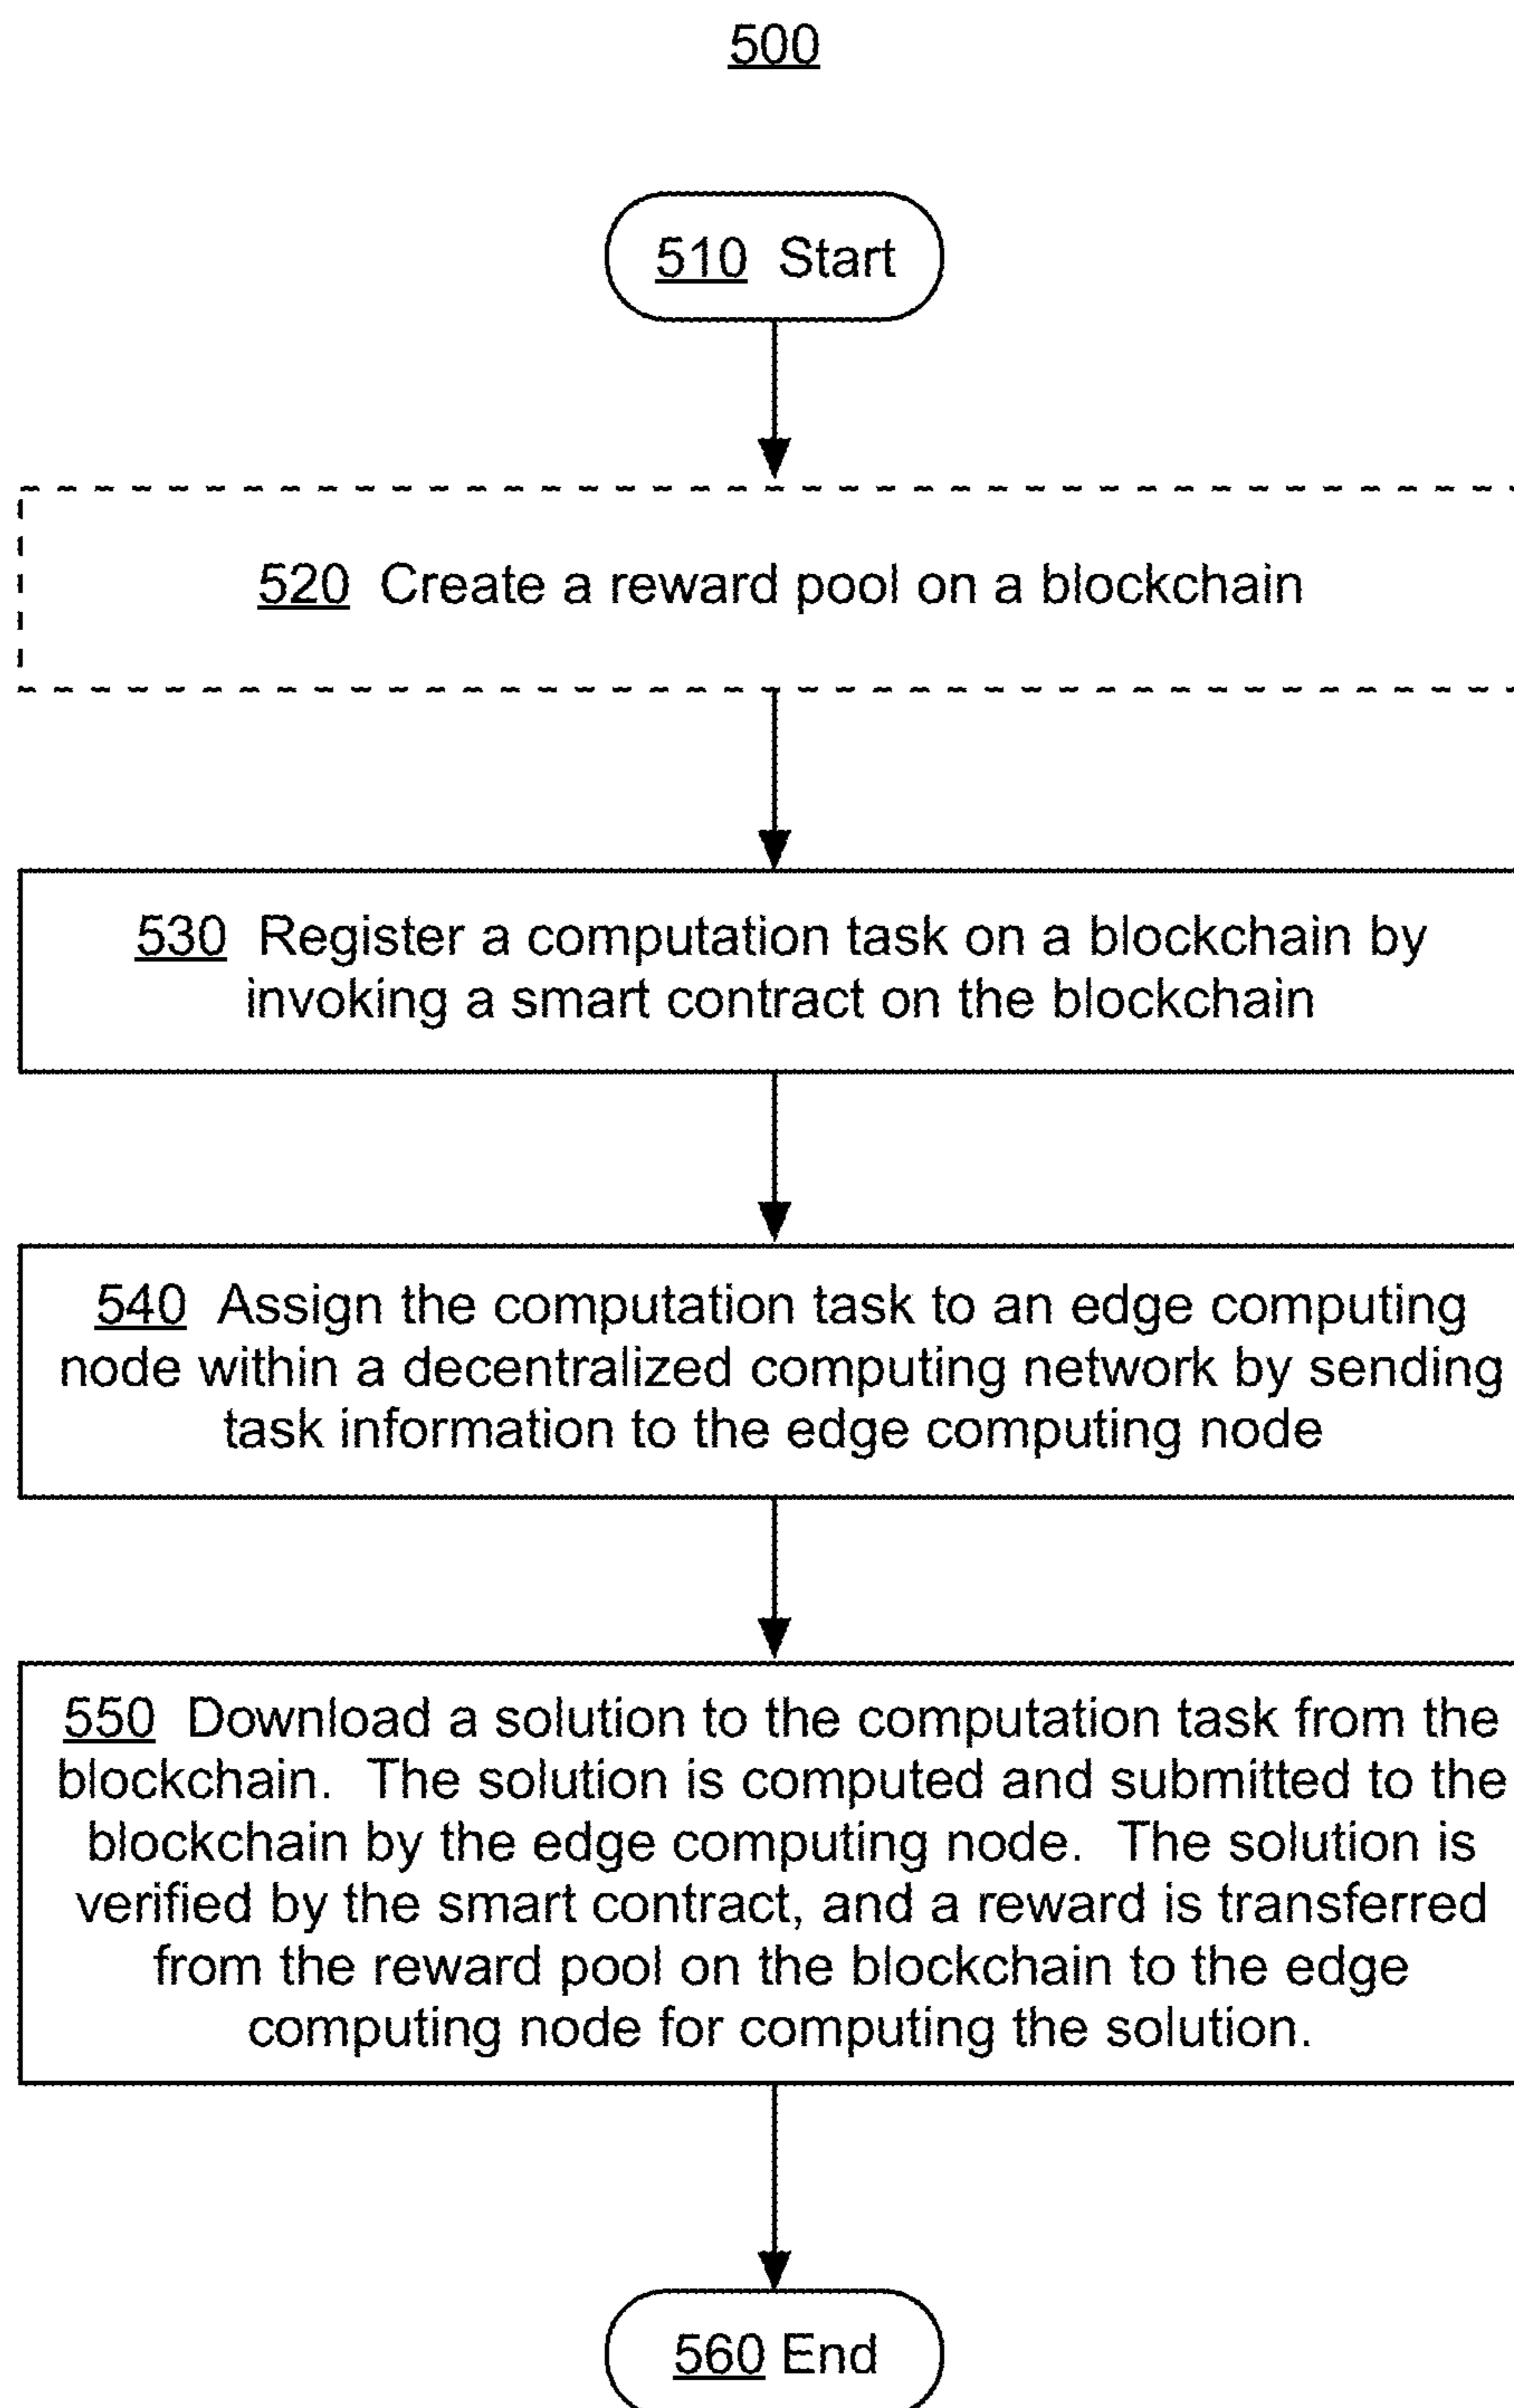 500
510 Start
520 Create a reward pool on a blockchain
530 Register a computation task on a blockchain by
invoking a smart contract on the blockchain
540 Assign the computation task to an edge computing
node within a decentralized computing network by sending
task information to the edge computing node
550 Download a solution to the computation task from the
blockchain. The solution is computed and submitted to the
blockchain by the edge computing node. The solution is
verified by the smart contract, and a reward is transferred
from the reward pool on the blockchain to the edge
computing node for computing the solution.
560 End